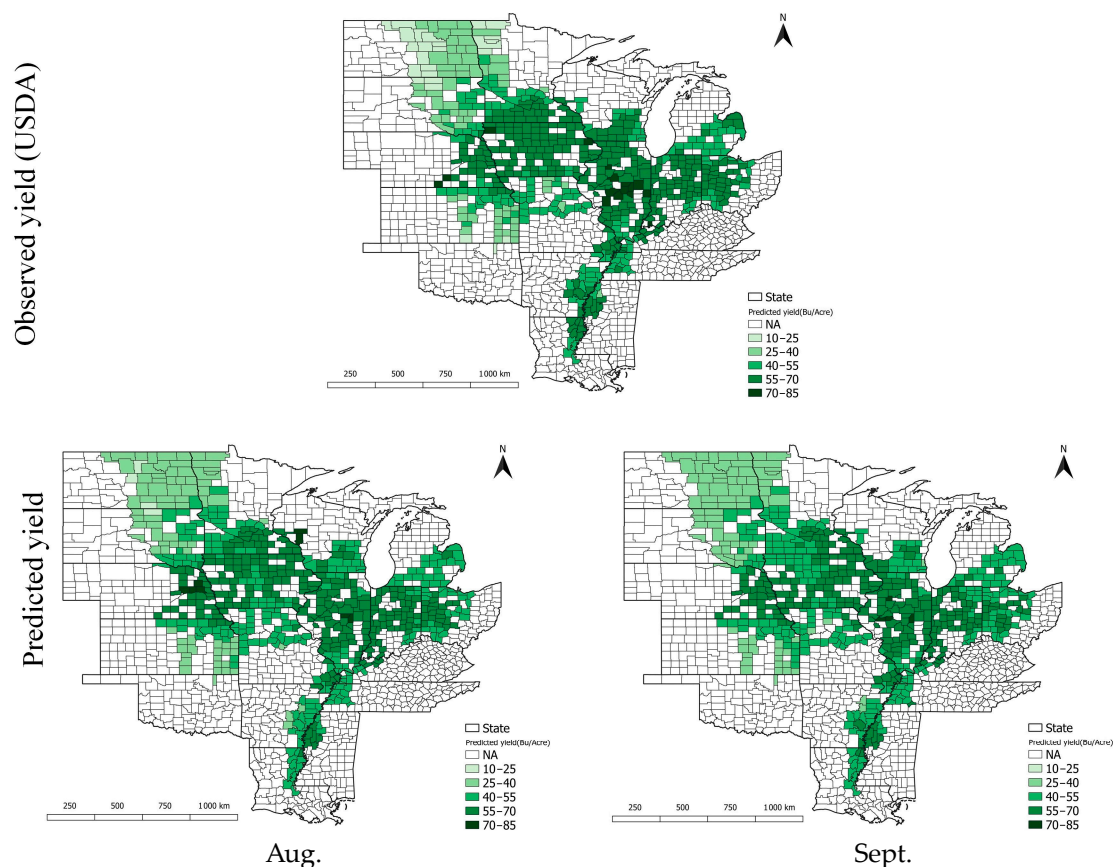 Observed yield (USDA)
N
State
Predicted yield(Bu/Acre)
NA
10-25
25-40
40-55
55-70
70-85
250 500 750 1000 km
Predicted yield
N
State
Predicted yield(Bu/Acre)
NA
10-25
25-40
40-55
55-70
70-85
250 500 750 1000 km
Aug.
N
State
Predicted yield(Bu/Acre)
NA
10-25
25-40
40-55
55-70
70-85
250 500 750 1000 km
Sept.